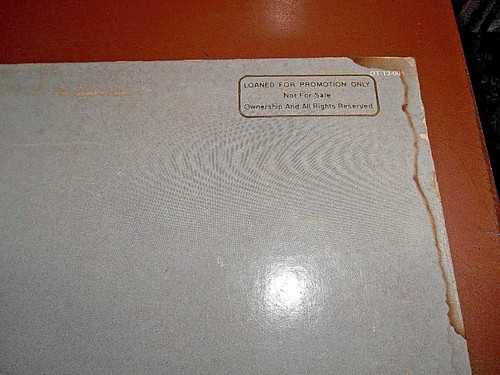 LOANED FOR PROMOTION ONLY
Not For Sale
Ownership And All Rights Reserved